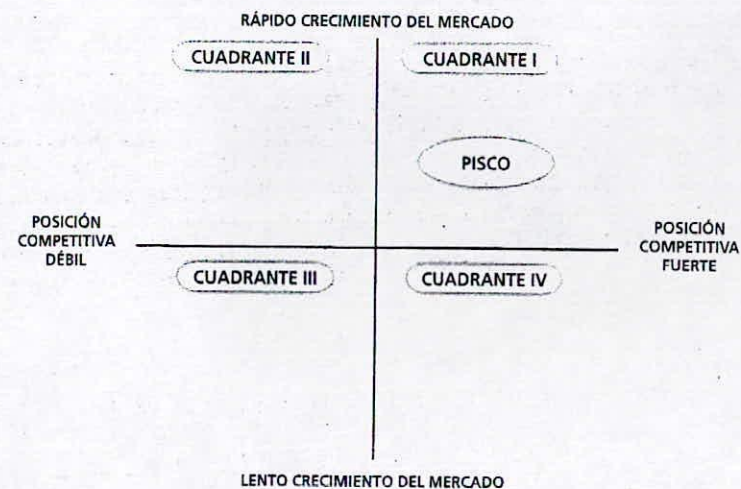 RÁPIDO CRECIMIENTO DEL MERCADO
CUADRANTE II
CUADRANTE I
PISCO
POSICIÓN
COMPETITIVA
DÉBIL
POSICIÓN
COMPETITIVA
FUERTE
CUADRANTE III
CUADRANTE IV
LENTO CRECIMIENTO DEL MERCADO